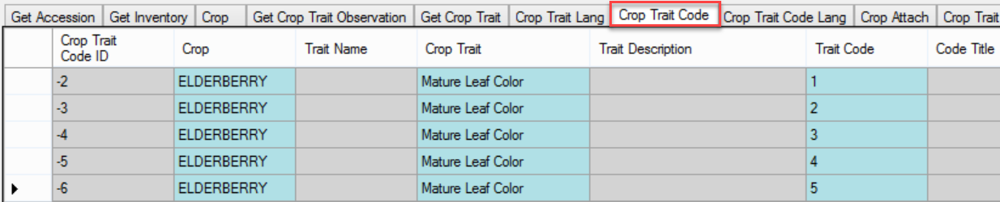 Get Accession Get Inventory Crop Get Crop Trait Observation Get Crop Trait Crop Trait Lang Crop Trait Code Crop Trait Code Lang Crop Attach Crop Trait
Crop Trait Code ID Crop Trait Name Crop Trait Trait Description Trait Code Code Title
-2 ELDERBERRY Mature Leaf Color 1
-3 ELDERBERRY Mature Leaf Color 2
-4 ELDERBERRY Mature Leaf Color 3
-5 ELDERBERRY Mature Leaf Color 4
-6 ELDERBERRY Mature Leaf Color 5